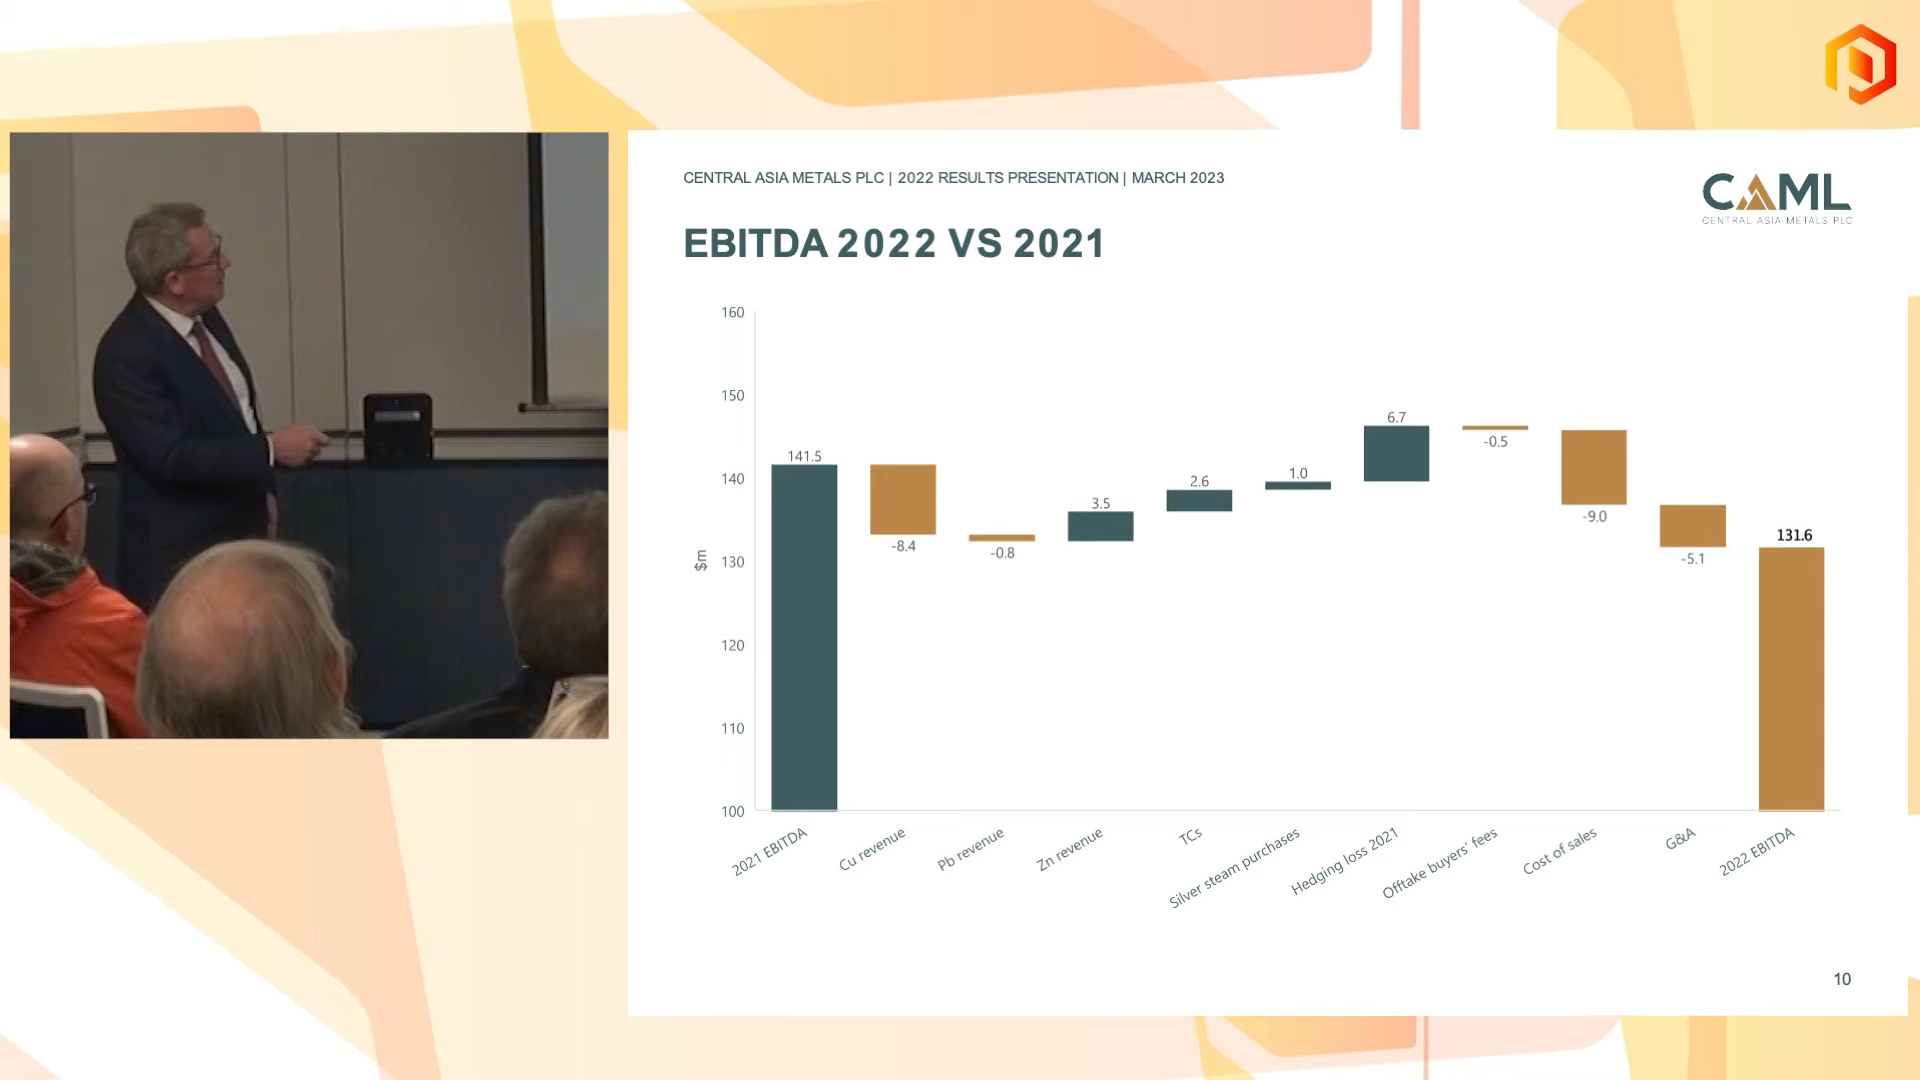 CENTRAL ASIA METALS PLC | 2022 RESULTS PRESENTATION | MARCH 2023
CAML
CENTRAL ASIA METALS PLC
EBITDA 2022 VS 2021
160
150
140
130
120
110
100
$m
141.5
-8.4
-0.8
3.5
2.6
1.0
6.7
-0.5
-9.0
-5.1
131.6
2021 EBITDA
Cu revenue
Pb revenue
Zn revenue
TCs
Silver steam purchases
Hedging loss 2021
Offtake buyers' fees
Cost of sales
G&A
2022 EBITDA
10